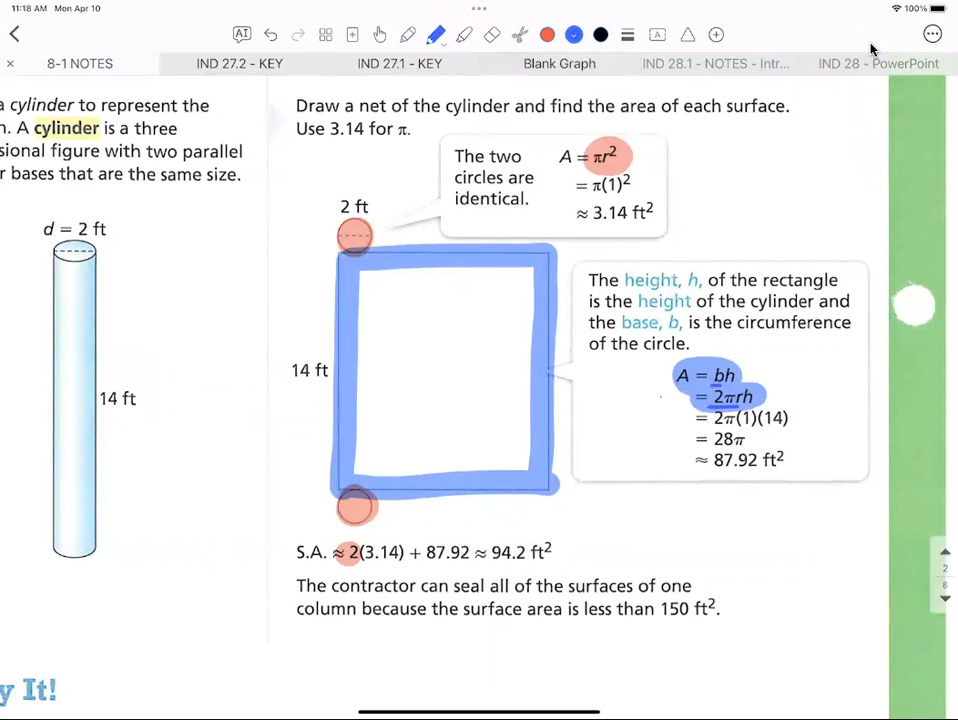 11:18 AM Mon Apr 10
100%
AI
A
× 8-1 NOTES
IND 27.2 - KEY
IND 27.1 - KEY
Blank Graph
IND 28.1 - NOTES - Intr...
IND 28 - PowerPoint
a cylinder to represent the
n. A cylinder is a three
sional figure with two parallel
r bases that are the same size.
d = 2 ft
14 ft
Draw a net of the cylinder and find the area of each surface.
Use 3.14 for π.
The two
circles are
identical.
A = πr²
= π(1)²
≈ 3.14 ft²
2 ft
14 ft
The height, h, of the rectangle
is the height of the cylinder and
the base, b, is the circumference
of the circle.
A = bh
= 2πrh
= 2π(1)(14)
= 28π
≈ 87.92 ft²
S.A. ≈ 2(3.14) + 87.92 ≈ 94.2 ft²
The contractor can seal all of the surfaces of one
column because the surface area is less than 150 ft².
y It!
2
6